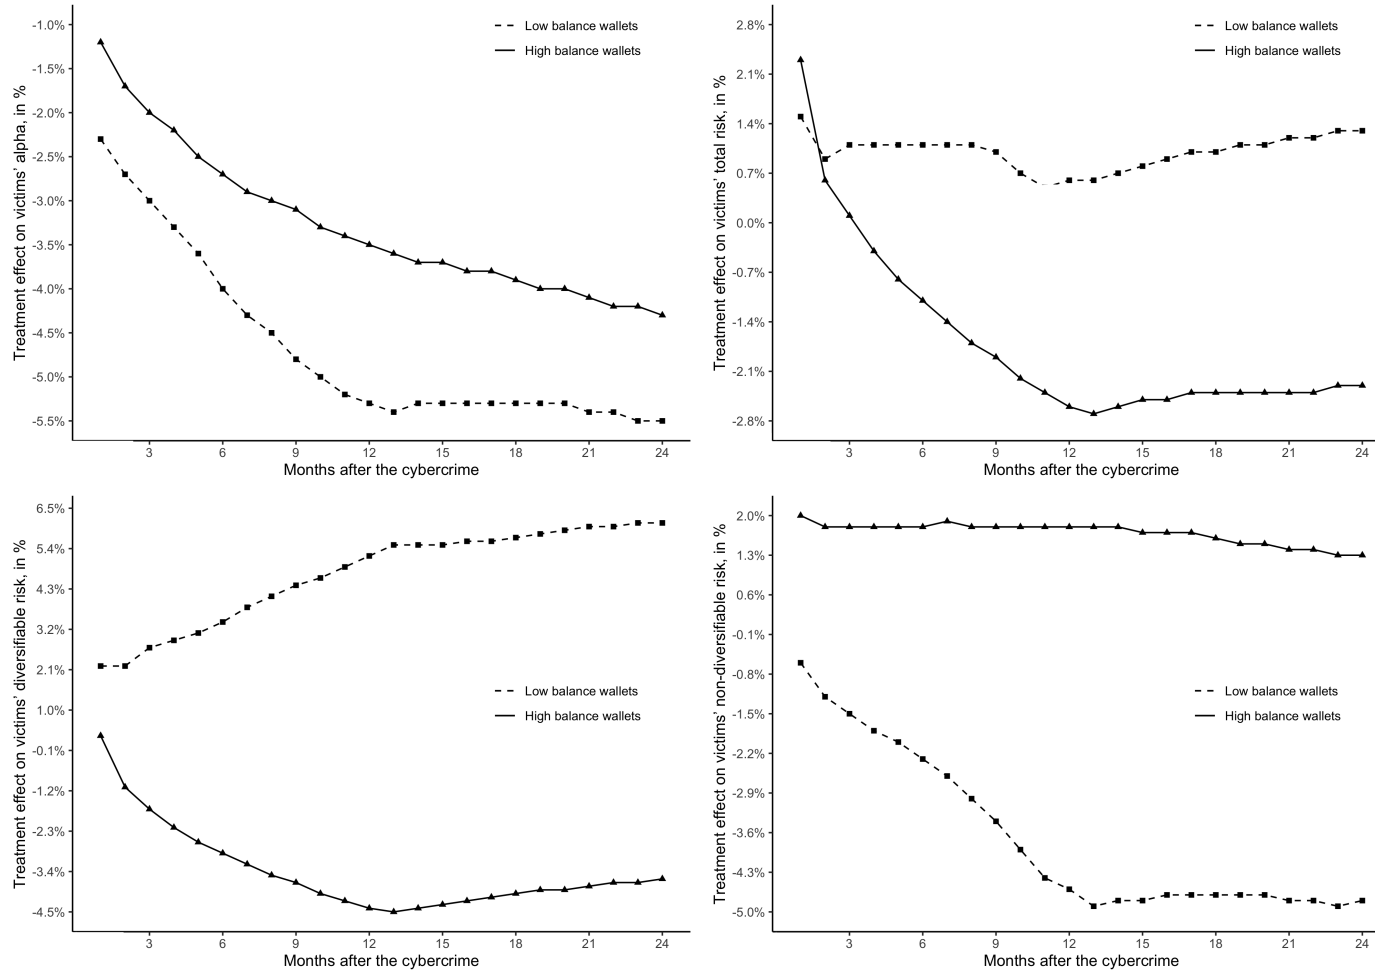 Treatment effect on victims' alpha, in %
-1.0%
-1.5%
-2.0%
-2.5%
-3.0%
-3.5%
-4.0%
-4.5%
-5.0%
-5.5%
Low balance wallets
High balance wallets
3 6 9 12 15 18 21 24
Months after the cybercrime
Treatment effect on victims' total risk, in %
2.8%
2.1%
1.4%
0.7%
0.0%
-0.7%
-1.4%
-2.1%
-2.8%
Low balance wallets
High balance wallets
3 6 9 12 15 18 21 24
Months after the cybercrime
Treatment effect on victims' diversifiable risk, in %
6.5%
5.4%
4.3%
3.2%
2.1%
1.0%
-0.1%
-1.2%
-2.3%
-3.4%
-4.5%
Low balance wallets
High balance wallets
3 6 9 12 15 18 21 24
Months after the cybercrime
Treatment effect on victims' non-diversifiable risk, in %
2.0%
1.3%
0.6%
-0.1%
-0.8%
-1.5%
-2.2%
-2.9%
-3.6%
-4.3%
-5.0%
Low balance wallets
High balance wallets
3 6 9 12 15 18 21 24
Months after the cybercrime